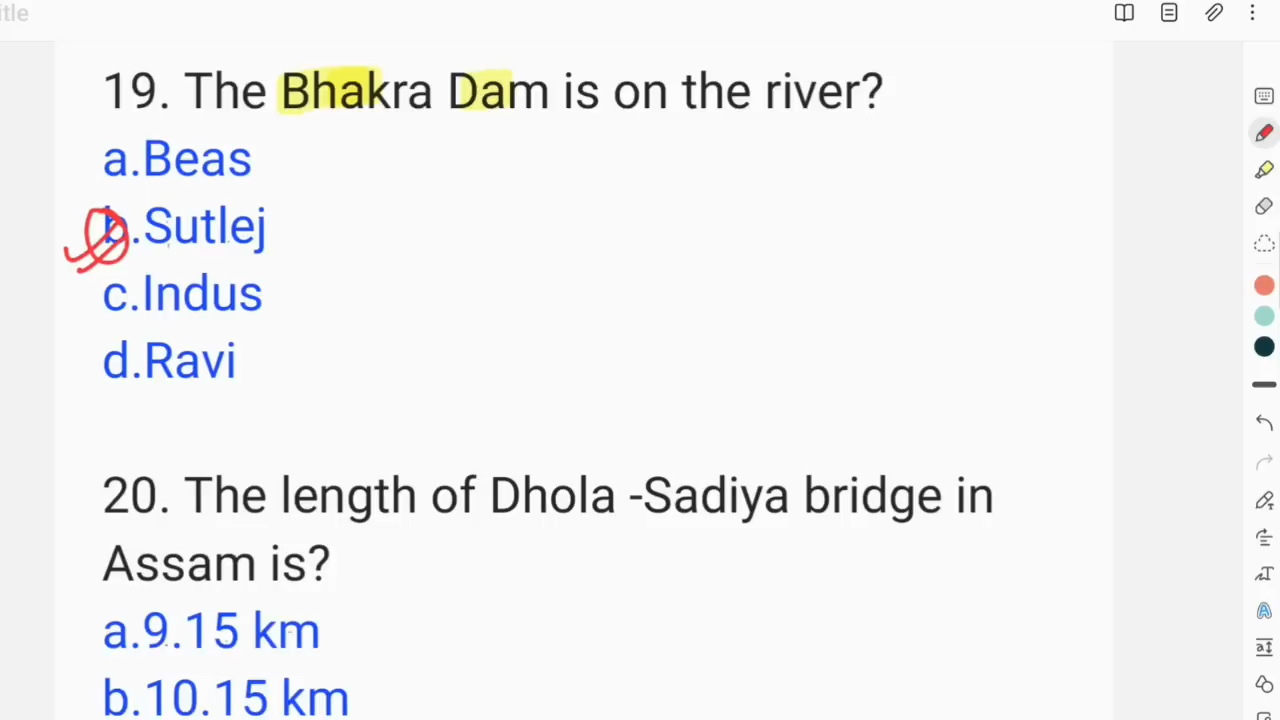 itle
19. The Bhakra Dam is on the river?
a.Beas
b.Sutlej
c.Indus
d.Ravi
20. The length of Dhola -Sadiya bridge in
Assam is?
a.9.15 km
b.10.15 km